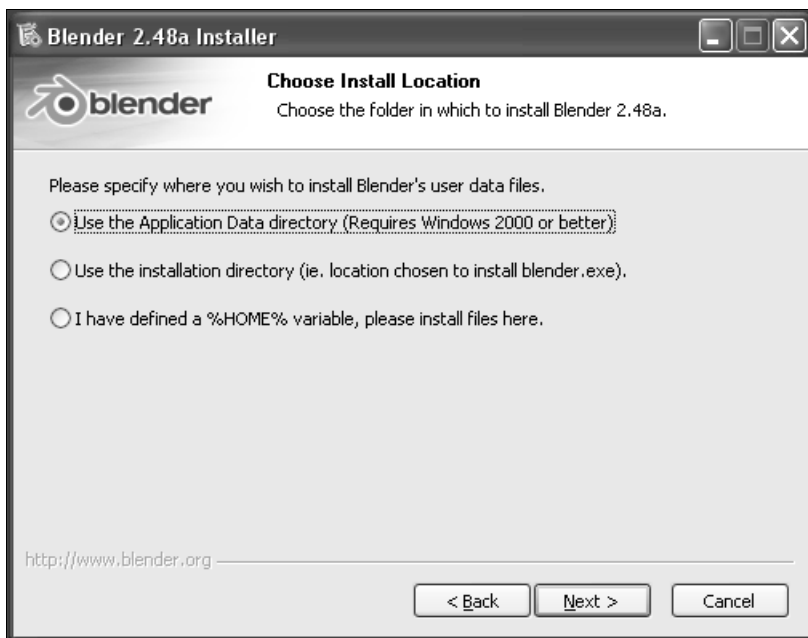 Blender 2.48a Installer
blender
Choose Install Location
Choose the folder in which to install Blender 2.48a.
Please specify where you wish to install Blender's user data files.
Use the Application Data directory (Requires Windows 2000 or better)
Use the installation directory (ie. location chosen to install blender.exe).
I have defined a %HOME% variable, please install files here.
http://www.blender.org
< Back Next > Cancel